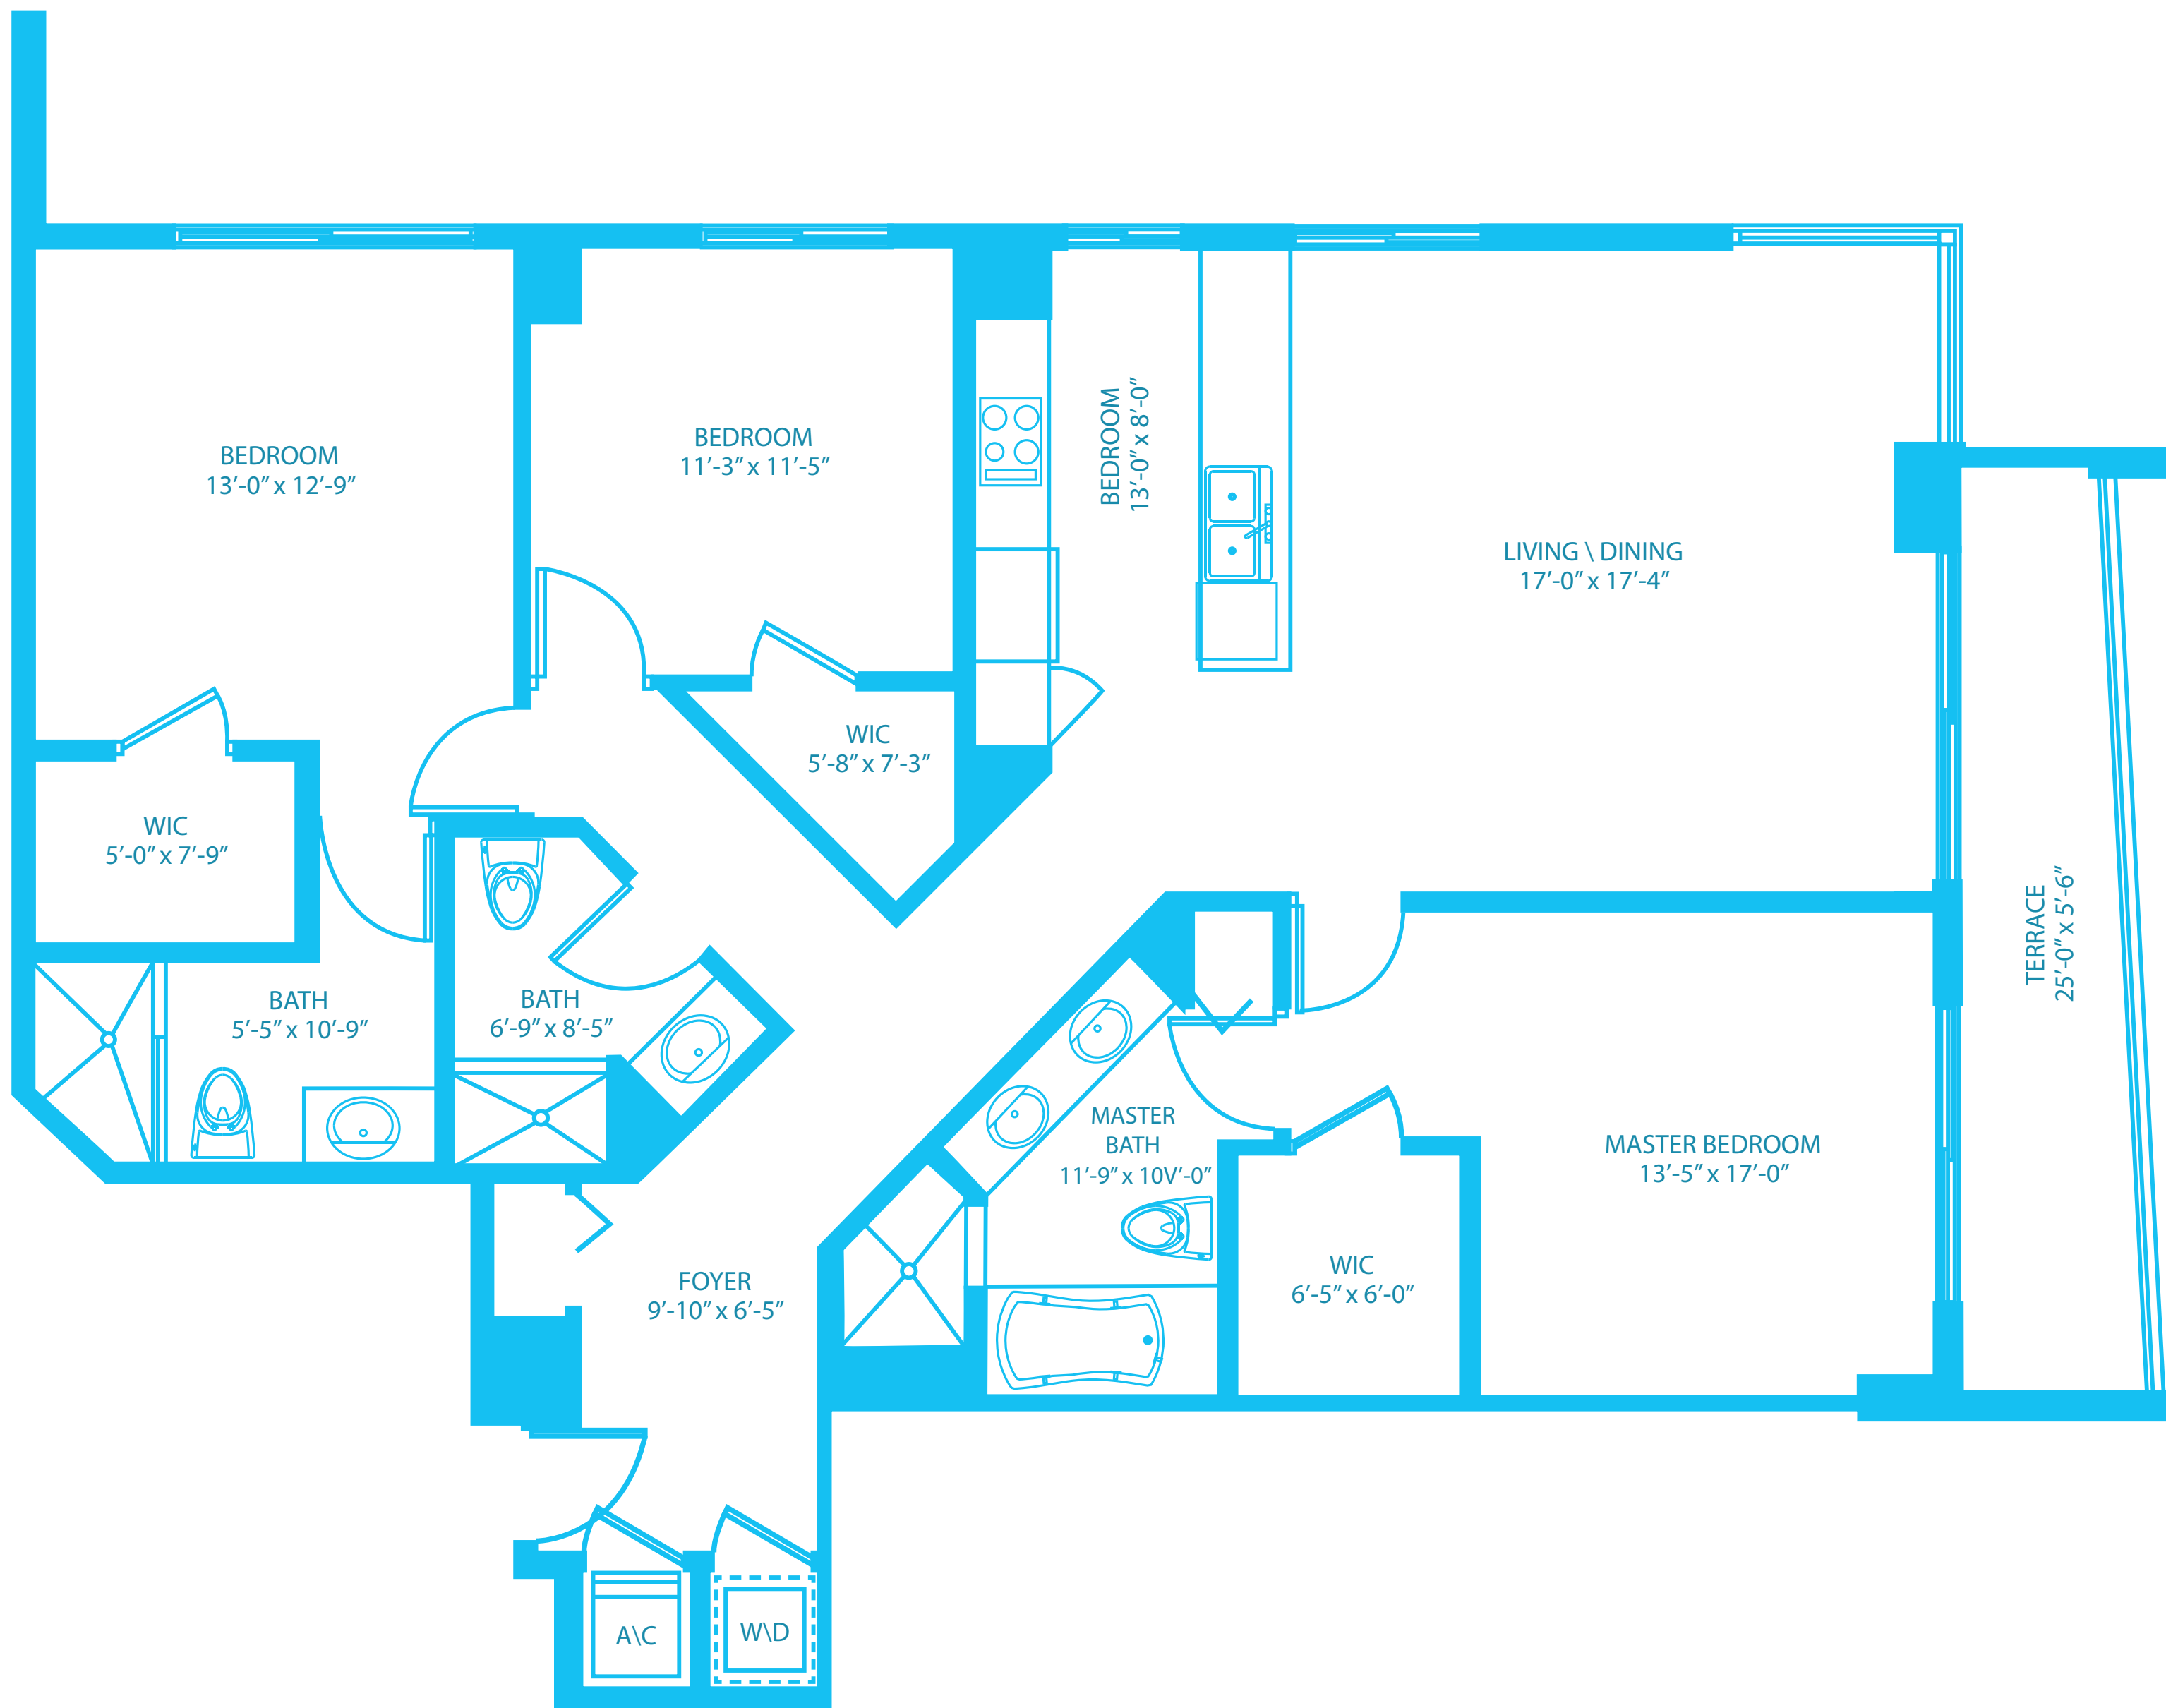 BEDROOM
13′-0″ x 12′-9″
BEDROOM
11′-3″ x 11′-5″
BEDROOM
13′-0″ x 8′-0″
LIVING \ DINING
17′-0″ x 17′-4″
WIC
5′-8″ x 7′-3″
WIC
5′-0″ x 7′-9″
BATH
5′-5″ x 10′-9″
BATH
6′-9″ x 8′-5″
TERRACE
25′-0″ x 5′-6″
MASTER
BATH
11′-9″ x 10V′-0″
MASTER BEDROOM
13′-5″ x 17′-0″
WIC
6′-5″ x 6′-0″
FOYER
9′-10″ x 6′-5″
A\C
W\D